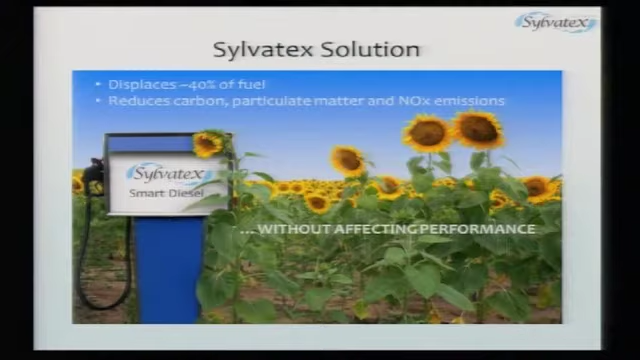 Sylvatex
Sylvatex Solution
• Displaces ~40% of fuel
• Reduces carbon, particulate matter and NOx emissions
Sylvatex
Smart Diesel
...WITHOUT AFFECTING PERFORMANCE